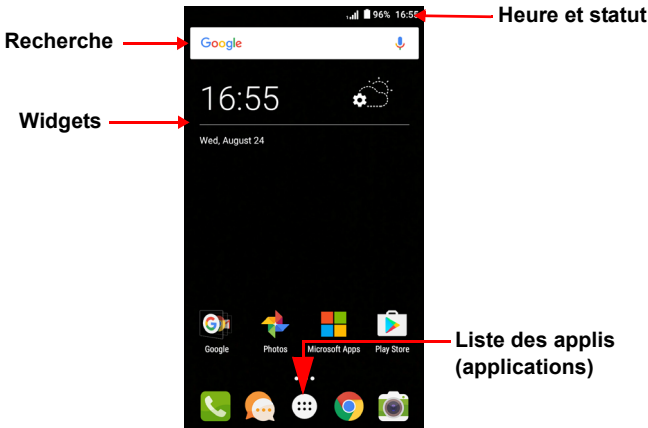 Heure et statut
96% 16:55
Recherche
Google
16:55
Widgets
Wed, August 24
Google
Photos
Microsoft Apps
Play Store
Liste des applis
(applications)